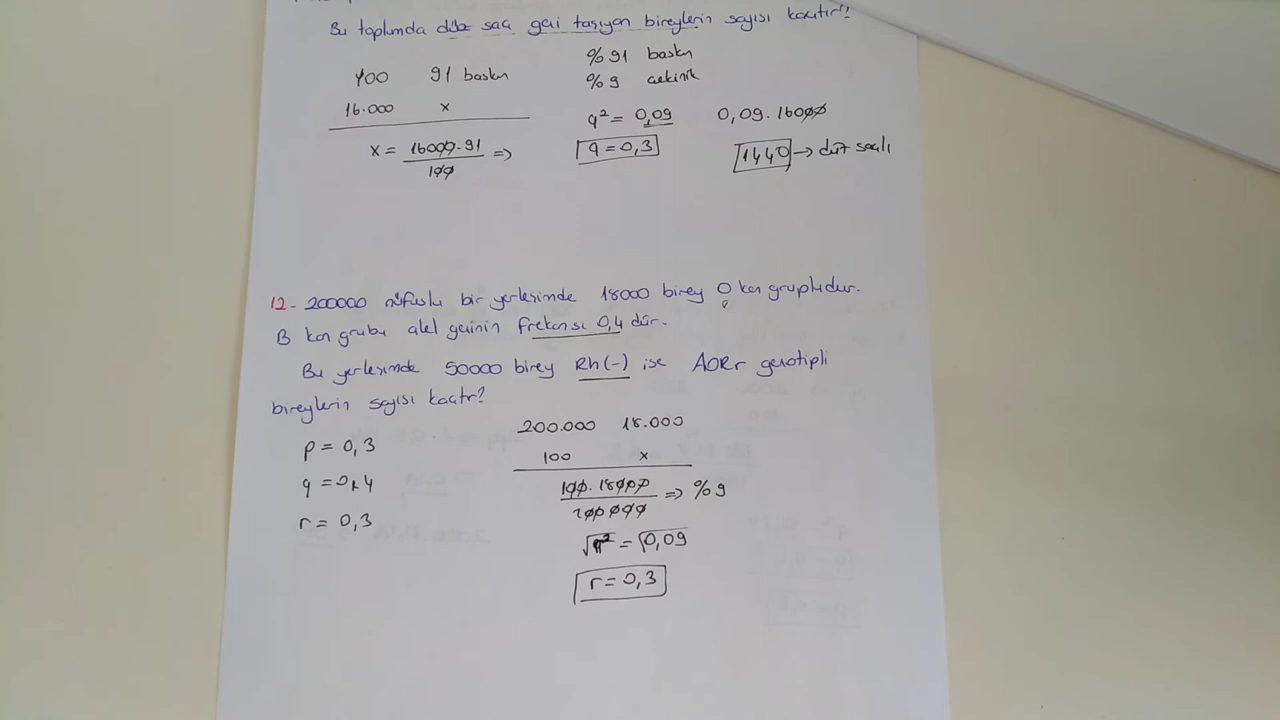 Bu toplumda düz saç geni taşıyan bireylerin sayısı kaçtır?
100 91 baskın
16.000 x
x = 16000.91 / 100 =>
%91 baskın
%9 çekinik
q² = 0,09
q = 0,3
0,09.16000
1440 → düz saçlı
12- 200000 nüfuslu bir yerleşimde 18000 birey 0 kan grupludur.
B kan grubu alel geninin frekansı 0,4 dür.
Bu yerleşimde 50000 birey Rh(-) ise AORr genotipli
bireylerin sayısı kaçtır?
p = 0,3
q = 0,4
r = 0,3
200.000 18.000
100 x
100.18000 / 200000 => %9
√r² = √0,09
r = 0,3